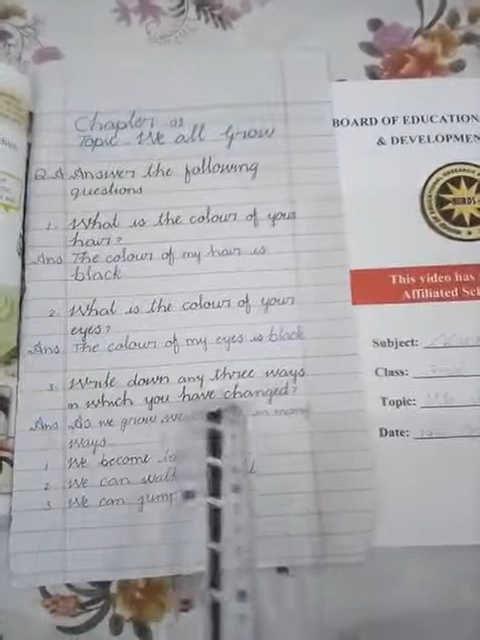 Chapter 01
Topic We all Grow
Q.A Answer the following
questions
1. What is the colour of your
hair?
Ans The colour of my hair is
black
2. What is the colour of your
eyes?
Ans The colour of my eyes is black
3. Write down any three ways
in which you have changed?
Ans As we grow we
ways
1 We become
2 We can walk
3 We can jump
BOARD OF EDUCATION
& DEVELOPMEN
BERDS
This video has
Affiliated Sc
Subject:
Class:
Topic:
Date: